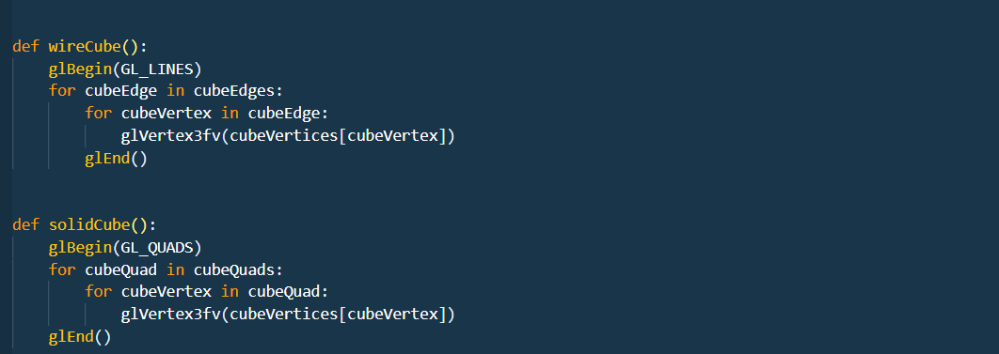 def wireCube():
    glBegin(GL_LINES)
    for cubeEdge in cubeEdges:
        for cubeVertex in cubeEdge:
            glVertex3fv(cubeVertices[cubeVertex])
        glEnd()
def solidCube():
    glBegin(GL_QUADS)
    for cubeQuad in cubeQuads:
        for cubeVertex in cubeQuad:
            glVertex3fv(cubeVertices[cubeVertex])
    glEnd()